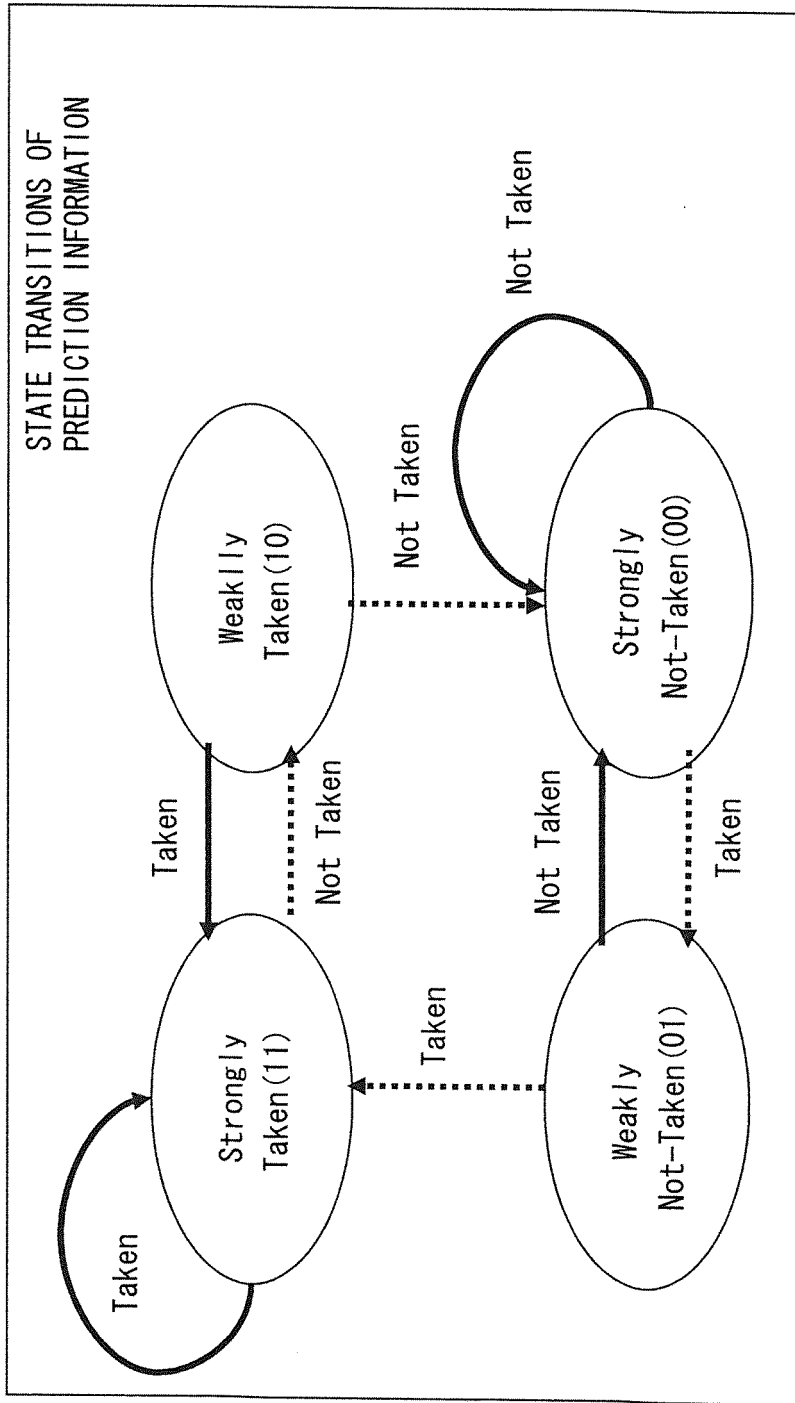 STATE TRANSITIONS OF
PREDICTION INFORMATION
Taken
Strongly
Taken(11)
Taken
Not Taken
Weaklly
Taken(10)
Taken
Not Taken
Weakly
Not-Taken(01)
Not Taken
Taken
Strongly
Not-Taken(00)
Not Taken